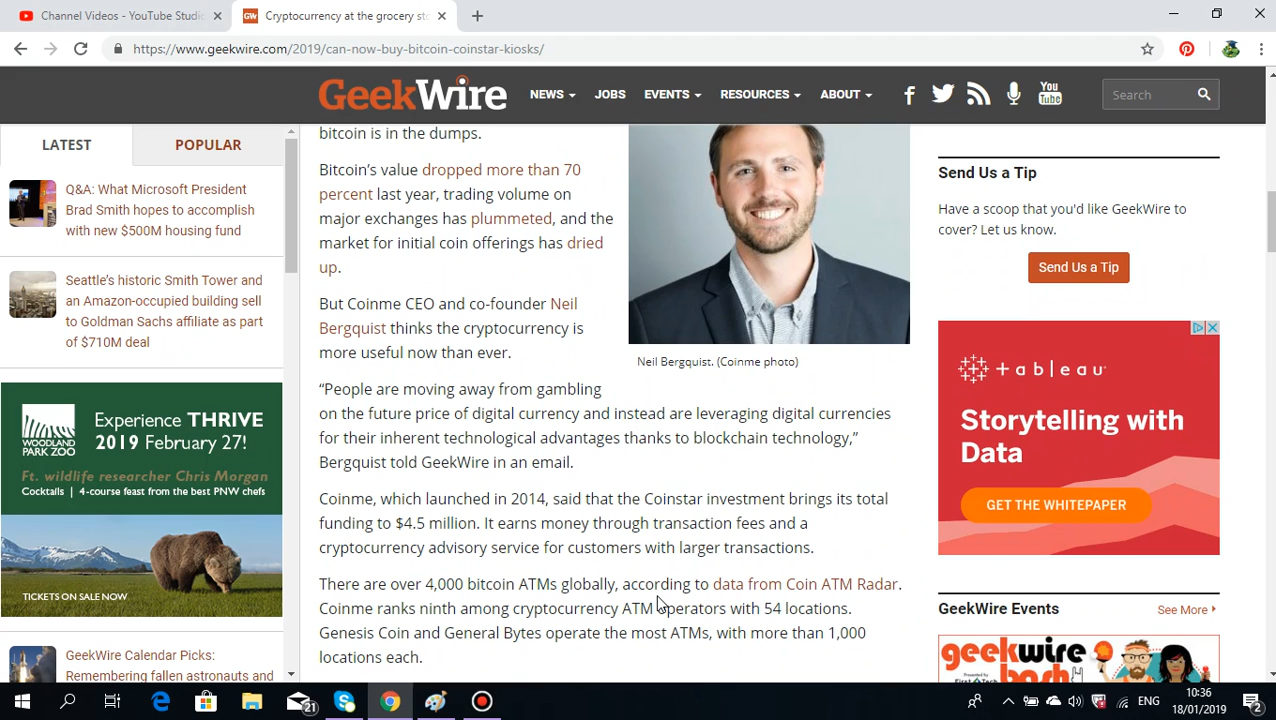 Channel Videos - YouTube Studio
Cryptocurrency at the grocery sto
https://www.geekwire.com/2019/can-now-buy-bitcoin-coinstar-kiosks/
GeekWire
NEWS
JOBS
EVENTS
RESOURCES
ABOUT
You
Tube
Search
LATEST
POPULAR
Q&A: What Microsoft President
Brad Smith hopes to accomplish
with new $500M housing fund
Seattle's historic Smith Tower and
an Amazon-occupied building sell
to Goldman Sachs affiliate as part
of $710M deal
WOODLAND
PARK ZOO
Experience THRIVE
2019 February 27!
Ft. wildlife researcher Chris Morgan
Cocktails | 4-course feast from the best PNW chefs
TICKETS ON SALE NOW
GeekWire Calendar Picks:
Remembering fallen astronauts and
bitcoin is in the dumps.
Bitcoin's value dropped more than 70
percent last year, trading volume on
major exchanges has plummeted, and the
market for initial coin offerings has dried
up.
But Coinme CEO and co-founder Neil
Bergquist thinks the cryptocurrency is
more useful now than ever.
Neil Bergquist. (Coinme photo)
“People are moving away from gambling
on the future price of digital currency and instead are leveraging digital currencies
for their inherent technological advantages thanks to blockchain technology,”
Bergquist told GeekWire in an email.
Coinme, which launched in 2014, said that the Coinstar investment brings its total
funding to $4.5 million. It earns money through transaction fees and a
cryptocurrency advisory service for customers with larger transactions.
There are over 4,000 bitcoin ATMs globally, according to data from Coin ATM Radar.
Coinme ranks ninth among cryptocurrency ATM operators with 54 locations.
Genesis Coin and General Bytes operate the most ATMs, with more than 1,000
locations each.
Send Us a Tip
Have a scoop that you'd like GeekWire to
cover? Let us know.
Send Us a Tip
+ a b | e a u
Storytelling with
Data
GET THE WHITEPAPER
GeekWire Events
See More
geekwire
bash
Presented by
First Tech
21
ENG
10:36
18/01/2019
2